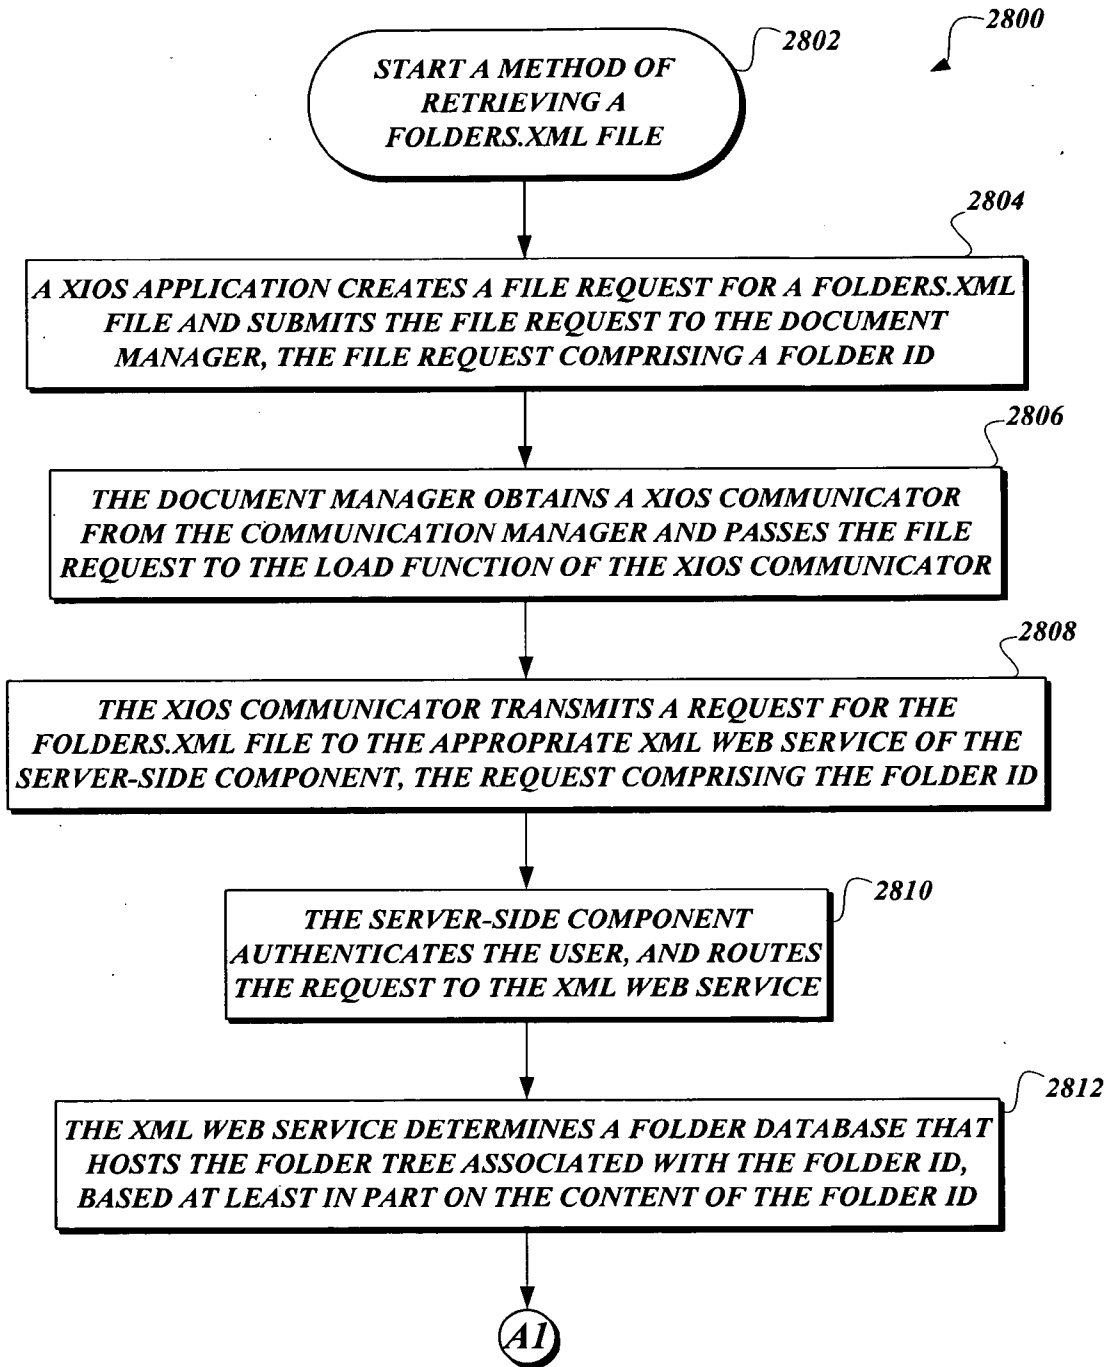 2800
2802
START A METHOD OF
RETRIEVING A
FOLDERS.XML FILE
2804
A XIOS APPLICATION CREATES A FILE REQUEST FOR A FOLDERS.XML
FILE AND SUBMITS THE FILE REQUEST TO THE DOCUMENT
MANAGER, THE FILE REQUEST COMPRISING A FOLDER ID
2806
THE DOCUMENT MANAGER OBTAINS A XIOS COMMUNICATOR
FROM THE COMMUNICATION MANAGER AND PASSES THE FILE
REQUEST TO THE LOAD FUNCTION OF THE XIOS COMMUNICATOR
2808
THE XIOS COMMUNICATOR TRANSMITS A REQUEST FOR THE
FOLDERS.XML FILE TO THE APPROPRIATE XML WEB SERVICE OF THE
SERVER-SIDE COMPONENT, THE REQUEST COMPRISING THE FOLDER ID
2810
THE SERVER-SIDE COMPONENT
AUTHENTICATES THE USER, AND ROUTES
THE REQUEST TO THE XML WEB SERVICE
2812
THE XML WEB SERVICE DETERMINES A FOLDER DATABASE THAT
HOSTS THE FOLDER TREE ASSOCIATED WITH THE FOLDER ID,
BASED AT LEAST IN PART ON THE CONTENT OF THE FOLDER ID
A1